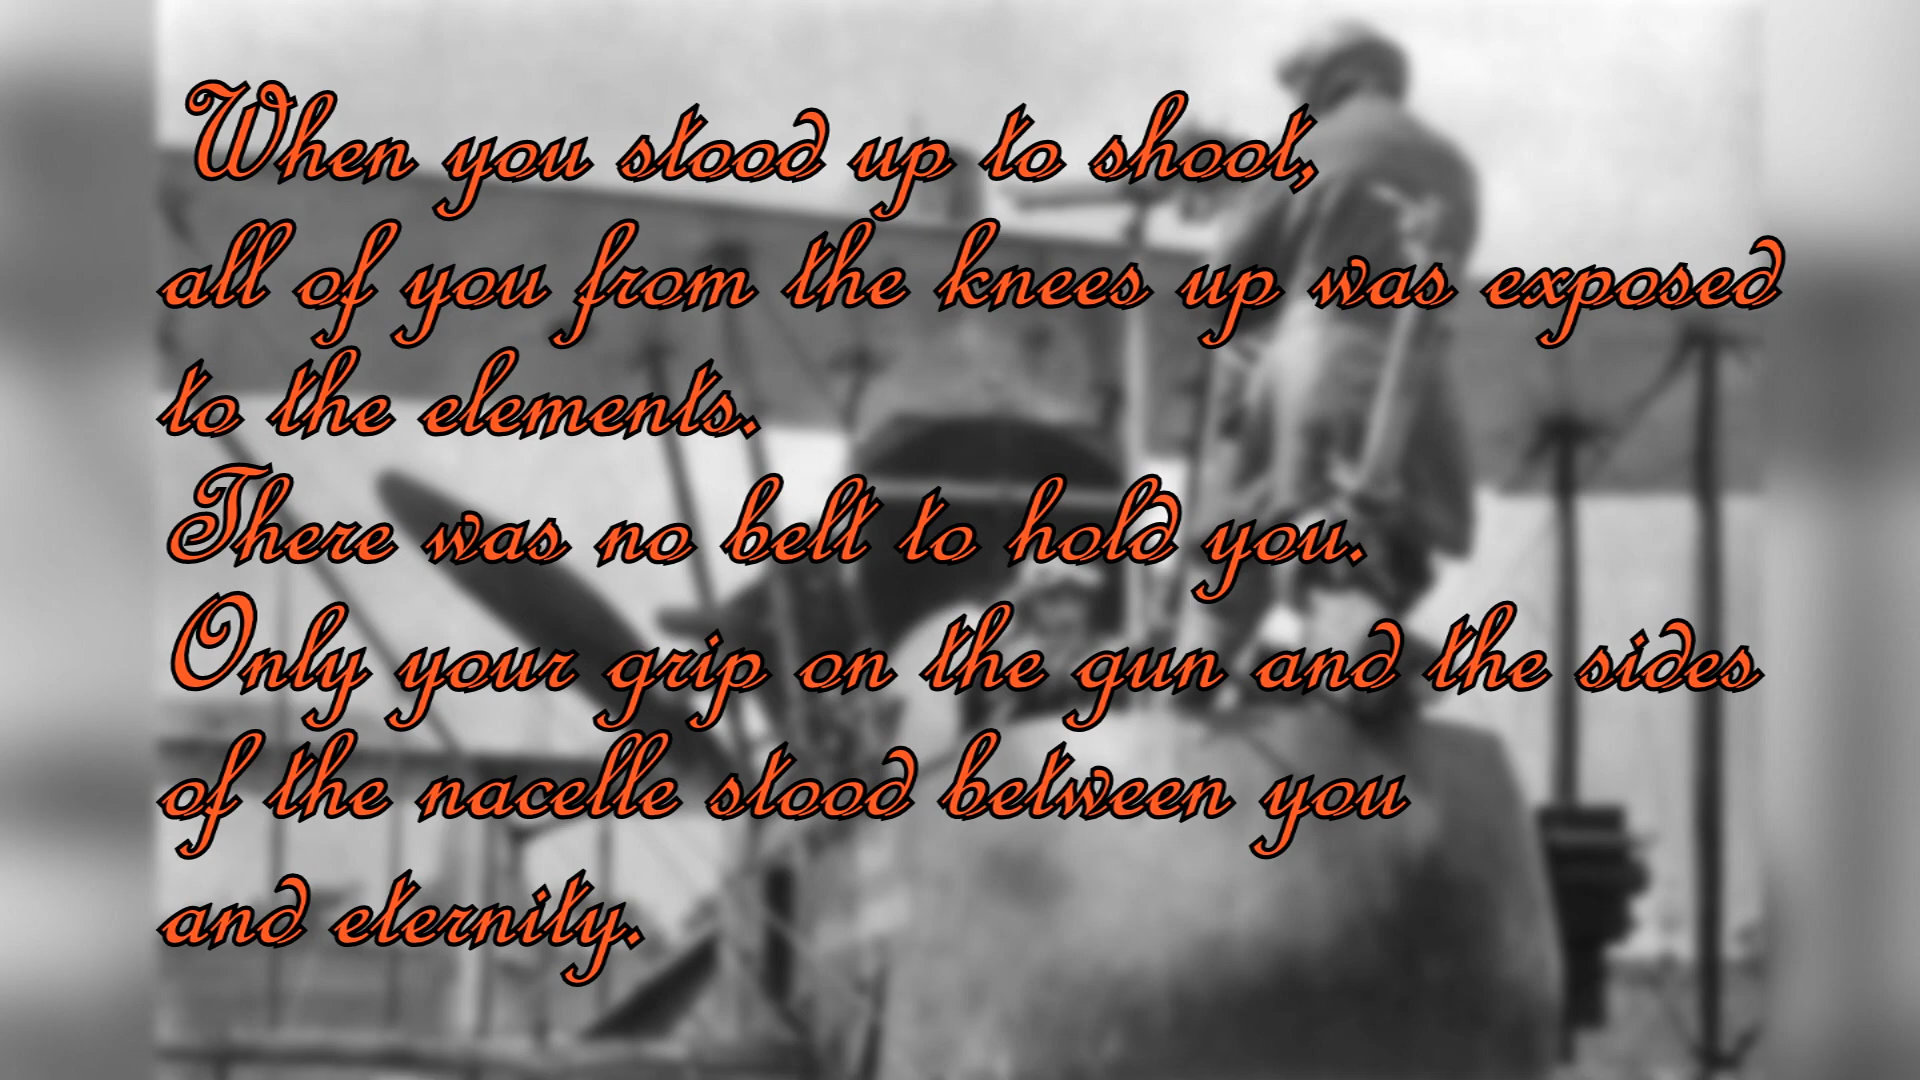 When you stood up to shoot,
all of you from the knees up was exposed
to the elements.
There was no belt to hold you.
Only your grip on the gun and the sides
of the nacelle stood between you
and eternity.